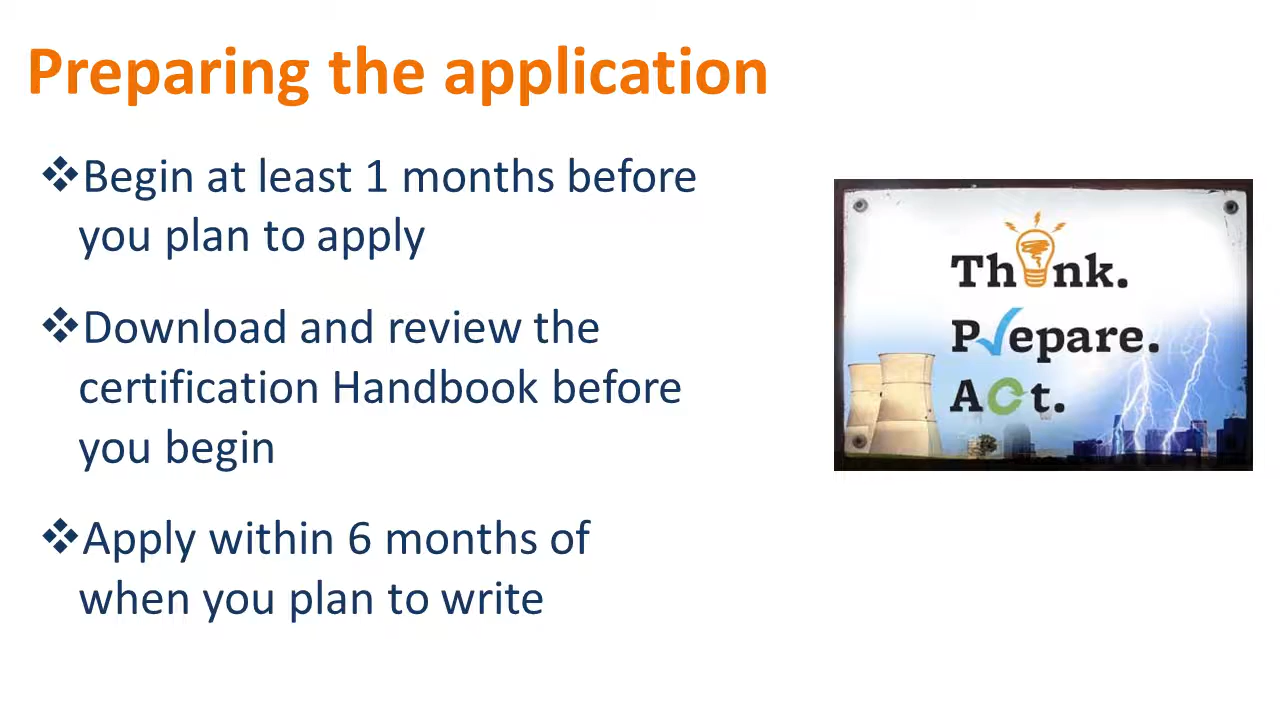 Preparing the application
❖Begin at least 1 months before
you plan to apply
❖Download and review the
certification Handbook before
you begin
❖Apply within 6 months of
when you plan to write
Think.
Prepare.
Act.